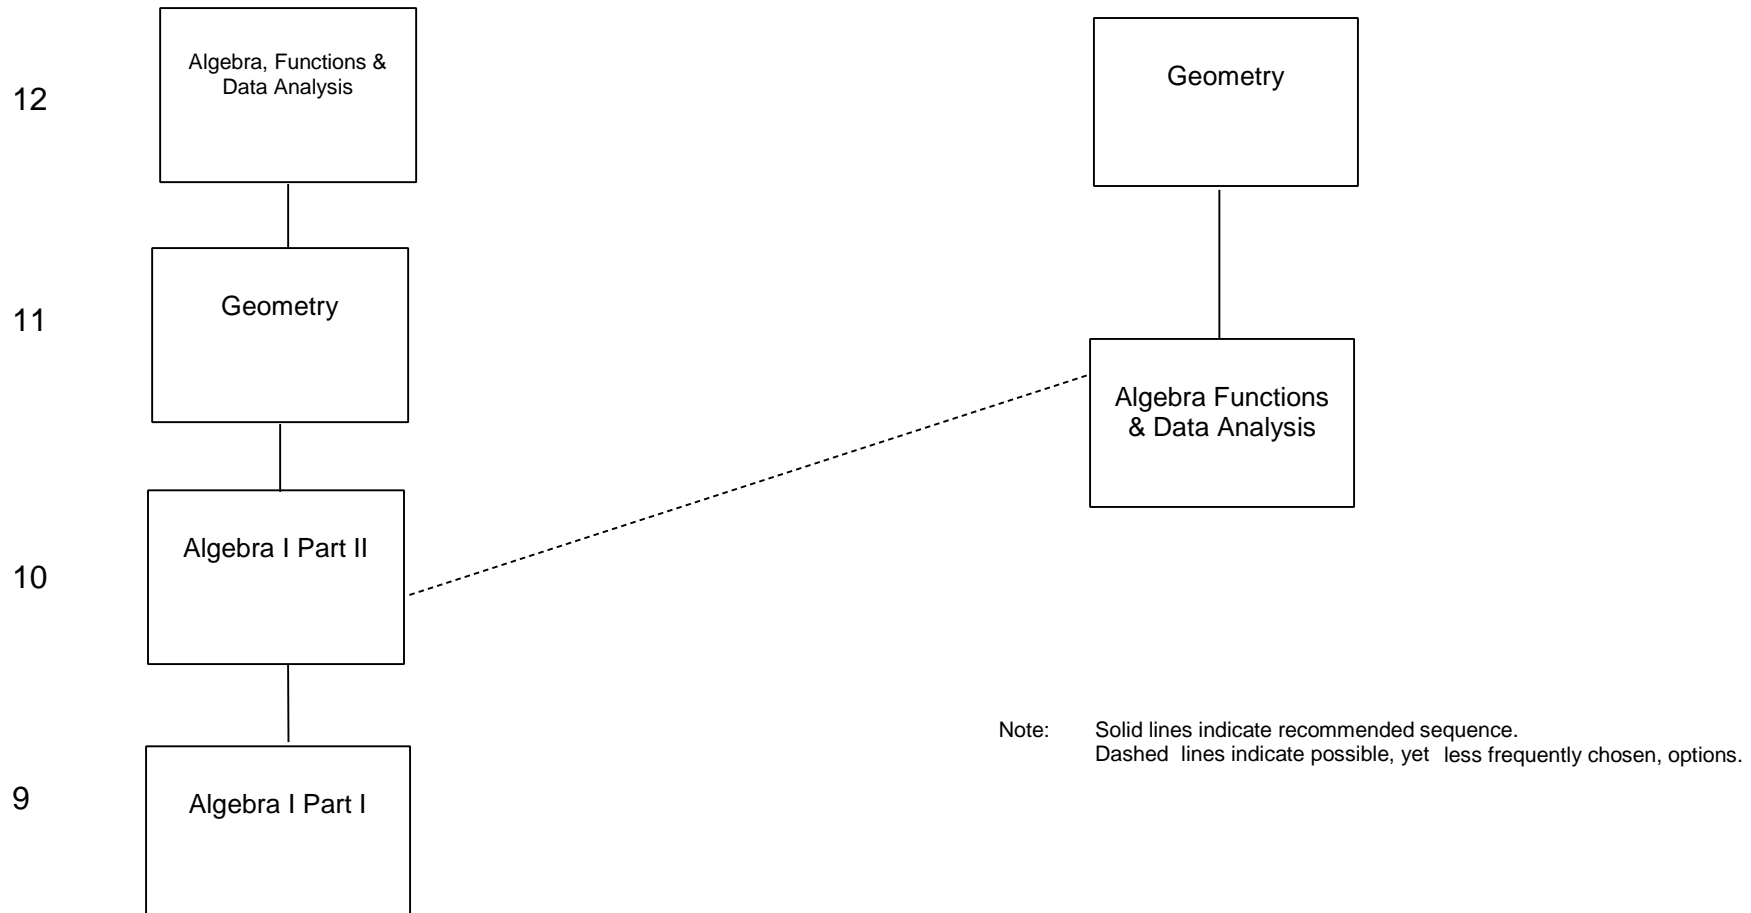 Algebra, Functions &
Data Analysis
12
Geometry
Geometry
11
Algebra Functions
& Data Analysis
Algebra I Part II
10
Note: Solid lines indicate recommended sequence.
Dashed lines indicate possible, yet less frequently chosen, options.
9
Algebra I Part I